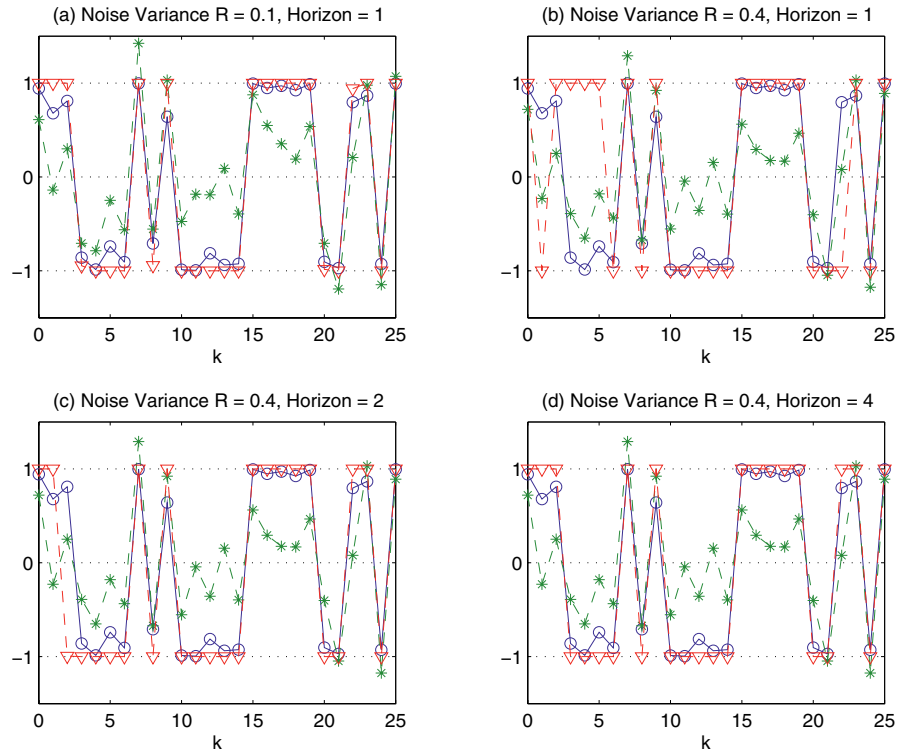 (a) Noise Variance R = 0.1, Horizon = 1
1
0
−1
0 5 10 15 20 25
k
(b) Noise Variance R = 0.4, Horizon = 1
1
0
−1
0 5 10 15 20 25
k
(c) Noise Variance R = 0.4, Horizon = 2
1
0
−1
0 5 10 15 20 25
k
(d) Noise Variance R = 0.4, Horizon = 4
1
0
−1
0 5 10 15 20 25
k